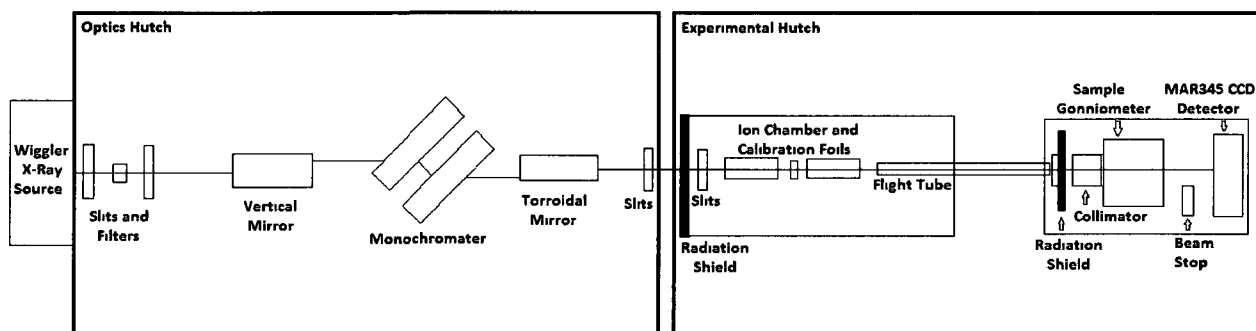 Optics Hutch
Experimental Hutch
Wiggler
X-Ray
Source
Slits and
Filters
Vertical
Mirror
Monochromater
Torroidal
Mirror
Slits
Slits
Radiation
Shield
Ion Chamber and
Calibration Foils
Flight Tube
Sample
Gonniometer
MAR345 CCD
Detector
Collimator
Radiation
Shield
Beam
Stop